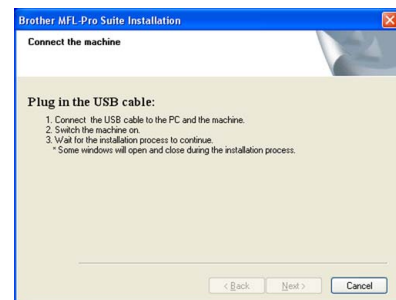 Brother MFL-Pro Suite Installation
Connect the machine
Plug in the USB cable:
1. Connect the USB cable to the PC and the machine.
2. Switch the machine on.
3. Wait for the installation process to continue.
* Some windows will open and close during the installation process.
< Back
Next >
Cancel